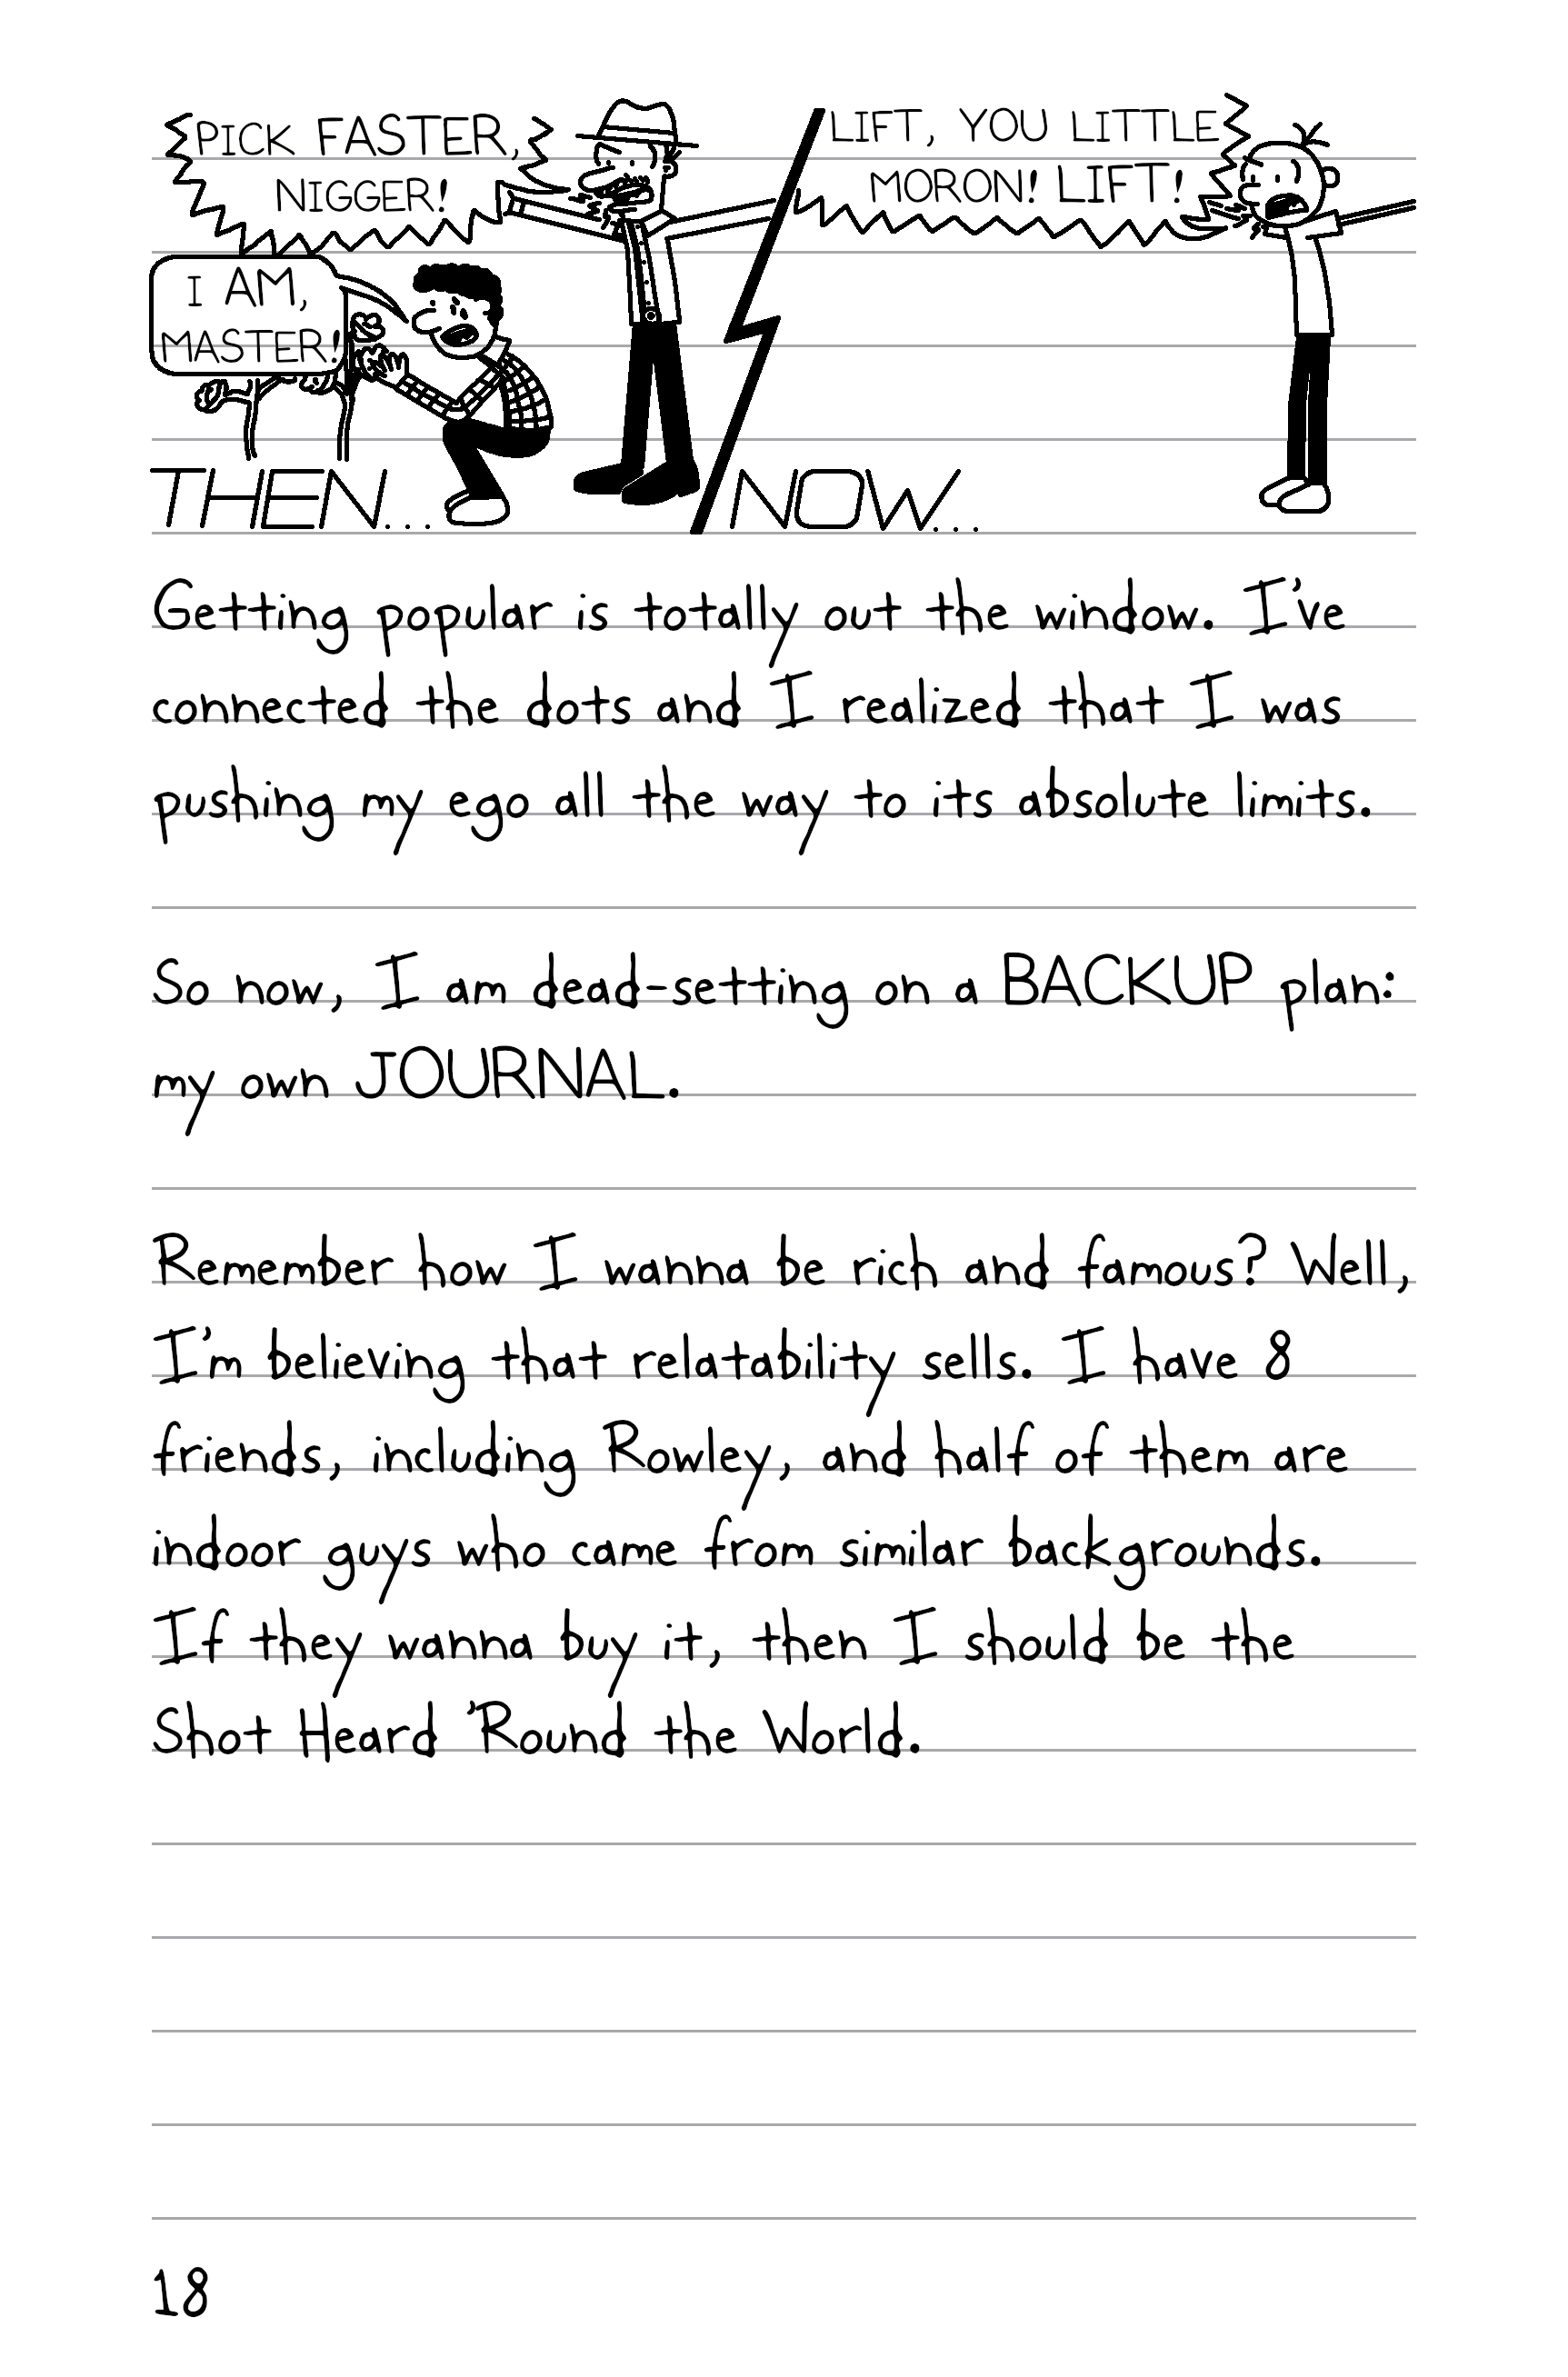 PICK FASTER,
NIGGER!
I AM,
MASTER!
THEN...
LIFT, YOU LITTLE
MORON! LIFT!
NOW...
Getting popular is totally out the window. I've
connected the dots and I realized that I was
pushing my ego all the way to its absolute limits.
So now, I am dead-setting on a BACKUP plan:
my own JOURNAL.
Remember how I wanna be rich and famous? Well,
I'm believing that relatability sells. I have 8
friends, including Rowley, and half of them are
indoor guys who came from similar backgrounds.
If they wanna buy it, then I should be the
Shot Heard 'Round the World.
18